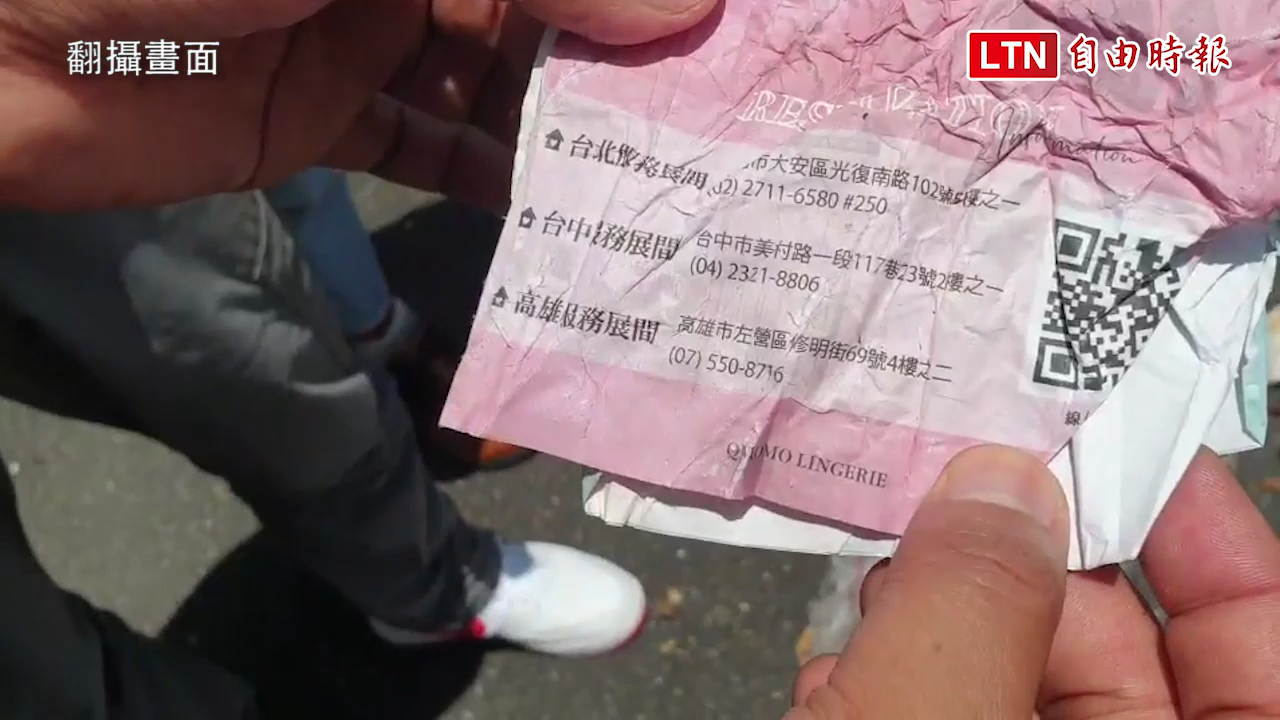 翻攝畫面
LTN 自由時報
Information
台北服務展間
市大安區光復南路102號6樓之一
02) 2711-6580 #250
台中服務展間
台中市美村路一段117巷23號2樓之一
(04) 2321-8806
高雄服務展間
高雄市左營區修明街69號4樓之二
(07) 550-8716
線
LINGERIE